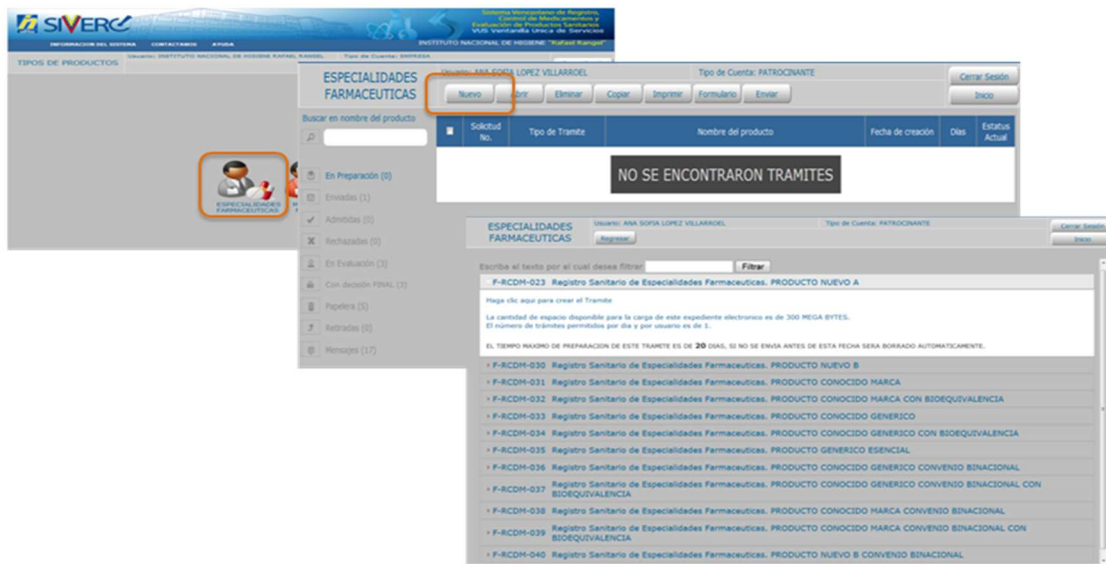 SIVERC
Sistema Venezolano de Registro,
Control de Medicamentos y
Evaluación de Productos Sanitarios
VUS Ventanilla Unica de Servicios
INFORMACION DEL SISTEMA CONTACTANOS AYUDA
INSTITUTO NACIONAL DE HIGIENE "Rafael Rangel"
TIPOS DE PRODUCTOS
Usuario: INSTITUTO NACIONAL DE HIGIENE RAFAEL RANGEL Tipo de Cuenta: EMPRESA
ESPECIALIDADES
FARMACEUTICAS
ESPECIALIDADES
FARMACEUTICAS
Usuario: ANA SOFIA LOPEZ VILLARROEL Tipo de Cuenta: PATROCINANTE
Cerrar Sesión
Nuevo Abrir Eliminar Copiar Imprimir Formulario Enviar
Inicio
Buscar en nombre del producto
Solicitud No. Tipo de Tramite Nombre del producto Fecha de creación Días Estatus Actual
NO SE ENCONTRARON TRAMITES
En Preparación (0)
Enviadas (1)
Admitidas (0)
Rechazadas (0)
En Evaluación (3)
Con decisión FINAL (3)
Papelera (5)
Retiradas (0)
Mensajes (17)
ESPECIALIDADES
FARMACEUTICAS
Usuario: ANA SOFIA LOPEZ VILLARROEL Tipo de Cuenta: PATROCINANTE
Cerrar Sesión
Regresar
Inicio
Escriba el texto por el cual desea filtrar Filtrar
F-RCDM-023 Registro Sanitario de Especialidades Farmaceuticas. PRODUCTO NUEVO A
Haga clic aqui para crear el Tramite
La cantidad de espacio disponible para la carga de este expediente electronico es de 300 MEGA BYTES.
El número de trámites permitidos por dia y por usuario es de 1.
EL TIEMPO MAXIMO DE PREPARACION DE ESTE TRAMITE ES DE 20 DIAS, SI NO SE ENVIA ANTES DE ESTA FECHA SERA BORRADO AUTOMATICAMENTE.
F-RCDM-030 Registro Sanitario de Especialidades Farmaceuticas. PRODUCTO NUEVO B
F-RCDM-031 Registro Sanitario de Especialidades Farmaceuticas. PRODUCTO CONOCIDO MARCA
F-RCDM-032 Registro Sanitario de Especialidades Farmaceuticas. PRODUCTO CONOCIDO MARCA CON BIOEQUIVALENCIA
F-RCDM-033 Registro Sanitario de Especialidades Farmaceuticas. PRODUCTO CONOCIDO GENERICO
F-RCDM-034 Registro Sanitario de Especialidades Farmaceuticas. PRODUCTO CONOCIDO GENERICO CON BIOEQUIVALENCIA
F-RCDM-035 Registro Sanitario de Especialidades Farmaceuticas. PRODUCTO GENERICO ESENCIAL
F-RCDM-036 Registro Sanitario de Especialidades Farmaceuticas. PRODUCTO CONOCIDO GENERICO CONVENIO BINACIONAL
F-RCDM-037 Registro Sanitario de Especialidades Farmaceuticas. PRODUCTO CONOCIDO GENERICO CONVENIO BINACIONAL CON
BIOEQUIVALENCIA
F-RCDM-038 Registro Sanitario de Especialidades Farmaceuticas. PRODUCTO CONOCIDO MARCA CONVENIO BINACIONAL
F-RCDM-039 Registro Sanitario de Especialidades Farmaceuticas. PRODUCTO CONOCIDO MARCA CONVENIO BINACIONAL CON
BIOEQUIVALENCIA
F-RCDM-040 Registro Sanitario de Especialidades Farmaceuticas. PRODUCTO NUEVO B CONVENIO BINACIONAL